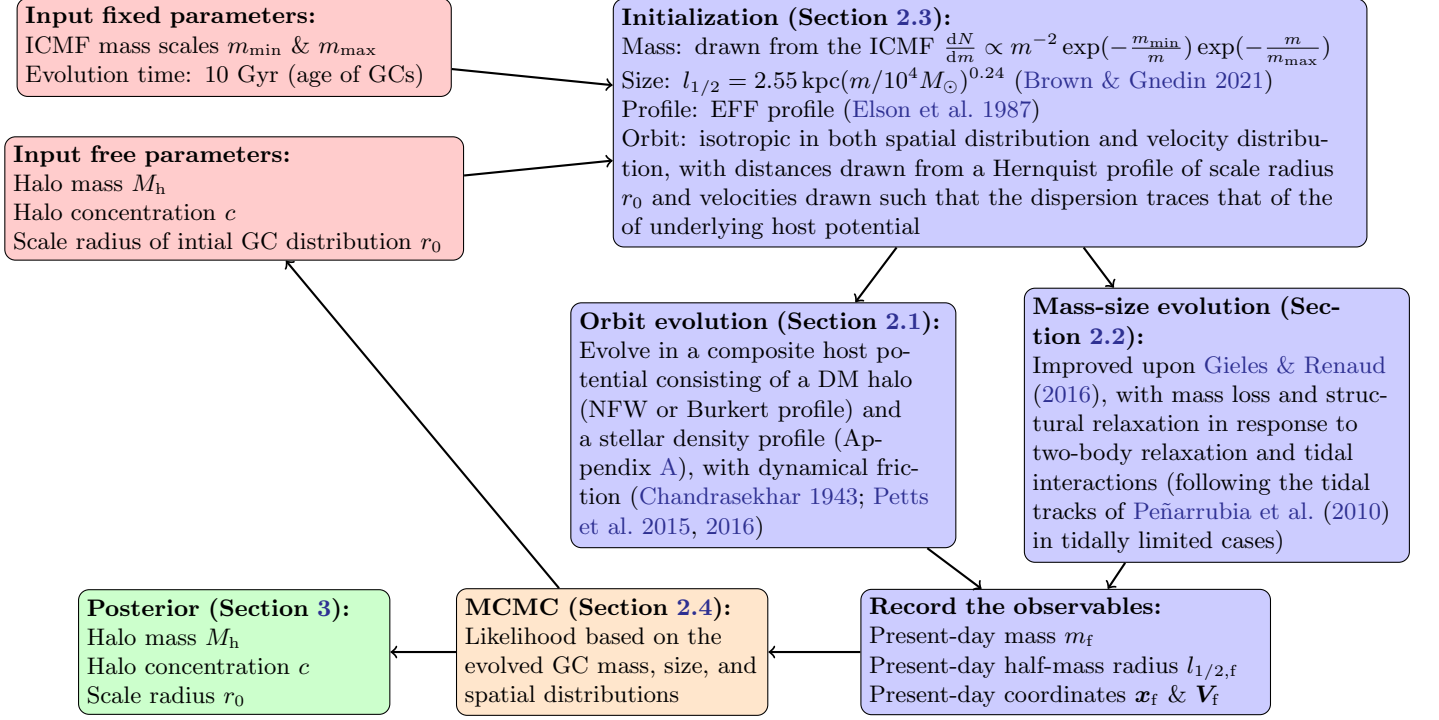 Input fixed parameters:
ICMF mass scales m_min & m_max
Evolution time: 10 Gyr (age of GCs)
Input free parameters:
Halo mass M_h
Halo concentration c
Scale radius of intial GC distribution r_0
Initialization (Section 2.3):
Mass: drawn from the ICMF dN/dm ∝ m^−2 exp(−m_min/m) exp(−m/m_max)
Size: l_1/2 = 2.55 kpc(m/10^4 M_⊙)^0.24 (Brown & Gnedin 2021)
Profile: EFF profile (Elson et al. 1987)
Orbit: isotropic in both spatial distribution and velocity distribu-
tion, with distances drawn from a Hernquist profile of scale radius
r_0 and velocities drawn such that the dispersion traces that of the
of underlying host potential
Orbit evolution (Section 2.1):
Evolve in a composite host po-
tential consisting of a DM halo
(NFW or Burkert profile) and
a stellar density profile (Ap-
pendix A), with dynamical fric-
tion (Chandrasekhar 1943; Petts
et al. 2015, 2016)
Mass-size evolution (Sec-
tion 2.2):
Improved upon Gieles & Renaud
(2016), with mass loss and struc-
tural relaxation in response to
two-body relaxation and tidal
interactions (following the tidal
tracks of Peñarrubia et al. (2010)
in tidally limited cases)
Posterior (Section 3):
Halo mass M_h
Halo concentration c
Scale radius r_0
MCMC (Section 2.4):
Likelihood based on the
evolved GC mass, size, and
spatial distributions
Record the observables:
Present-day mass m_f
Present-day half-mass radius l_1/2,f
Present-day coordinates x_f & V_f